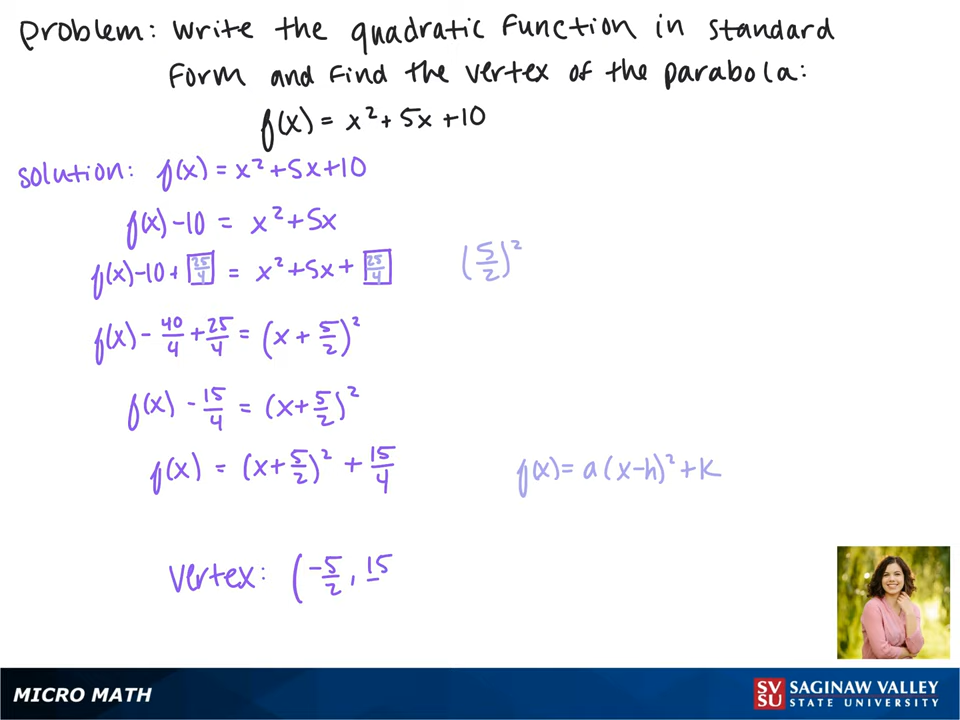 problem: write the quadratic function in standard
form and find the vertex of the parabola:
f(x) = x² + 5x + 10
solution: f(x) = x² + 5x + 10
f(x) - 10 = x² + 5x
f(x) - 10 + 25/4 = x² + 5x + 25/4 (5/2)²
f(x) - 40/4 + 25/4 = (x + 5/2)²
f(x) - 15/4 = (x + 5/2)²
f(x) = (x + 5/2)² + 15/4 f(x) = a(x-h)² + k
vertex: (-5/2, 15
MICRO MATH
SV SU SAGINAW VALLEY
STATE UNIVERSITY